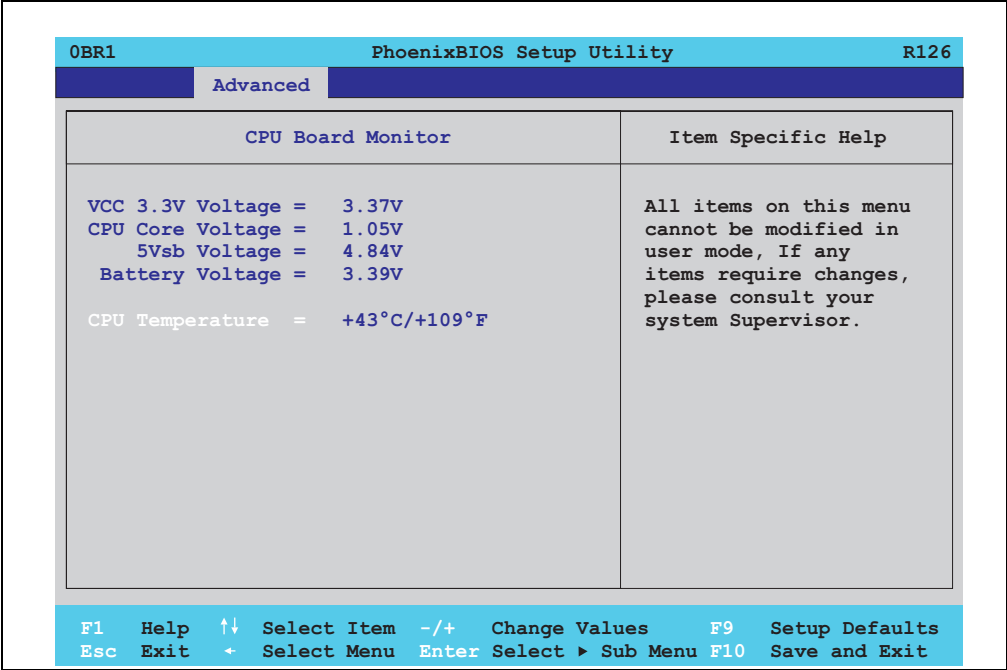 0BR1 PhoenixBIOS Setup Utility R126
Advanced
CPU Board Monitor
Item Specific Help
VCC 3.3V Voltage = 3.37V
CPU Core Voltage = 1.05V
5Vsb Voltage = 4.84V
Battery Voltage = 3.39V
CPU Temperature = +43°C/+109°F
All items on this menu
cannot be modified in
user mode, If any
items require changes,
please consult your
system Supervisor.
F1 Help ↑↓ Select Item -/+ Change Values F9 Setup Defaults
Esc Exit ← Select Menu Enter Select ▶ Sub Menu F10 Save and Exit